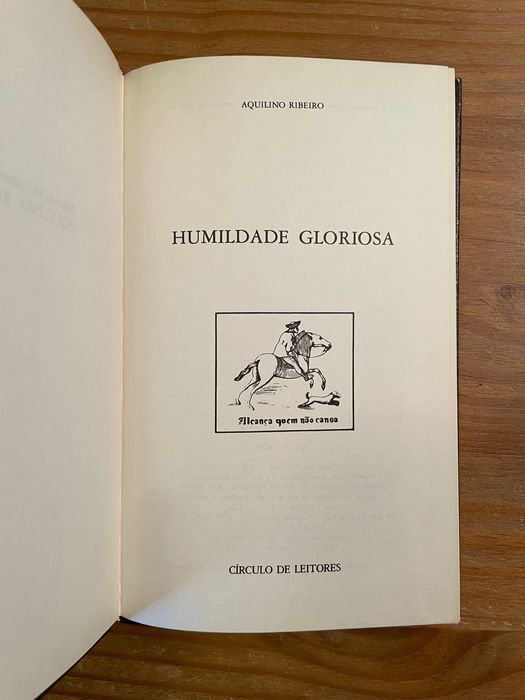 AQUILINO RIBEIRO
HUMILDADE GLORIOSA
Alcança quem não cansa
CÍRCULO DE LEITORES